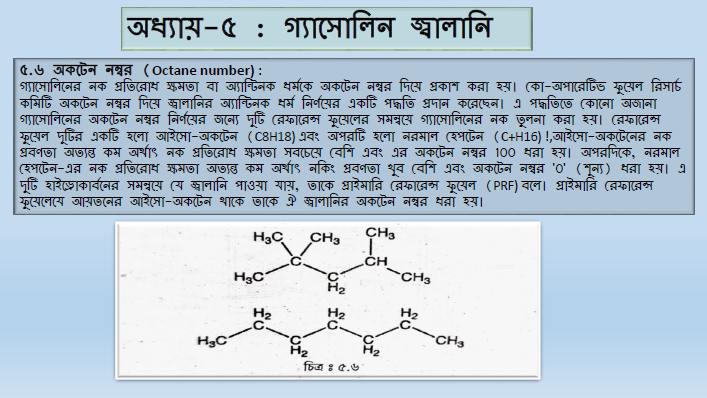 অধ্যায়-৫ : গ্যাসোলিন জ্বালানি
৫.৬ অকটেন নম্বর (Octane number) :
গ্যাসোলিনের নক প্রতিরোধ ক্ষমতা বা অ্যান্টিনক ধর্মকে অকটেন নম্বর দিয়ে প্রকাশ করা হয়। কো-অপারেটিভ ফুয়েল রিসার্চ
কমিটি অকটেন নম্বর দিয়ে জ্বালানির অ্যান্টিনক ধর্ম নির্ণয়ের একটি পদ্ধতি প্রদান করেছেন। এ পদ্ধতিতে কোনো অজানা
গ্যাসোলিনের অকটেন নম্বর নির্ণয়ের জন্যে দুটি রেফারেন্স ফুয়েলের সমন্বয়ে গ্যাসোলিনের নক তুলনা করা হয়। রেফারেন্স
ফুয়েল দুটির একটি হলো আইসো-অকটেন (C8H18) এবং অপরটি হলো নরমাল হেপটেন (C+H16) !,আইসো-অকটেনের নক
প্রবণতা অত্যন্ত কম অর্থাৎ নক প্রতিরোধ ক্ষমতা সবচেয়ে বেশি এবং এর অকটেন নম্বর 100 ধরা হয়। অপরদিকে, নরমাল
হেপটেন-এর নক প্রতিরোধ ক্ষমতা অত্যন্ত কম অর্থাৎ নকিং প্রবণতা খুব বেশি এবং অকটেন নম্বর '0' (শূন্য) ধরা হয়। এ
দুটি হাইড্রোকার্বনের সমন্বয়ে যে জ্বালানি পাওয়া যায়, তাকে প্রাইমারি রেফারেন্স ফুয়েল (PRF) বলে। প্রাইমারি রেফারেন্স
ফুয়েলেযে আয়তনের আইসো-অকটেন থাকে তাকে ঐ জ্বালানির অকটেন নম্বর ধরা হয়।
H₃C CH₃ CH₃
C CH
H₃C C CH₃
H₂
H₂ H₂ H₂
C C C
H₃C C C CH₃
H₂ H₂
চিত্র ঃ ৫.৬